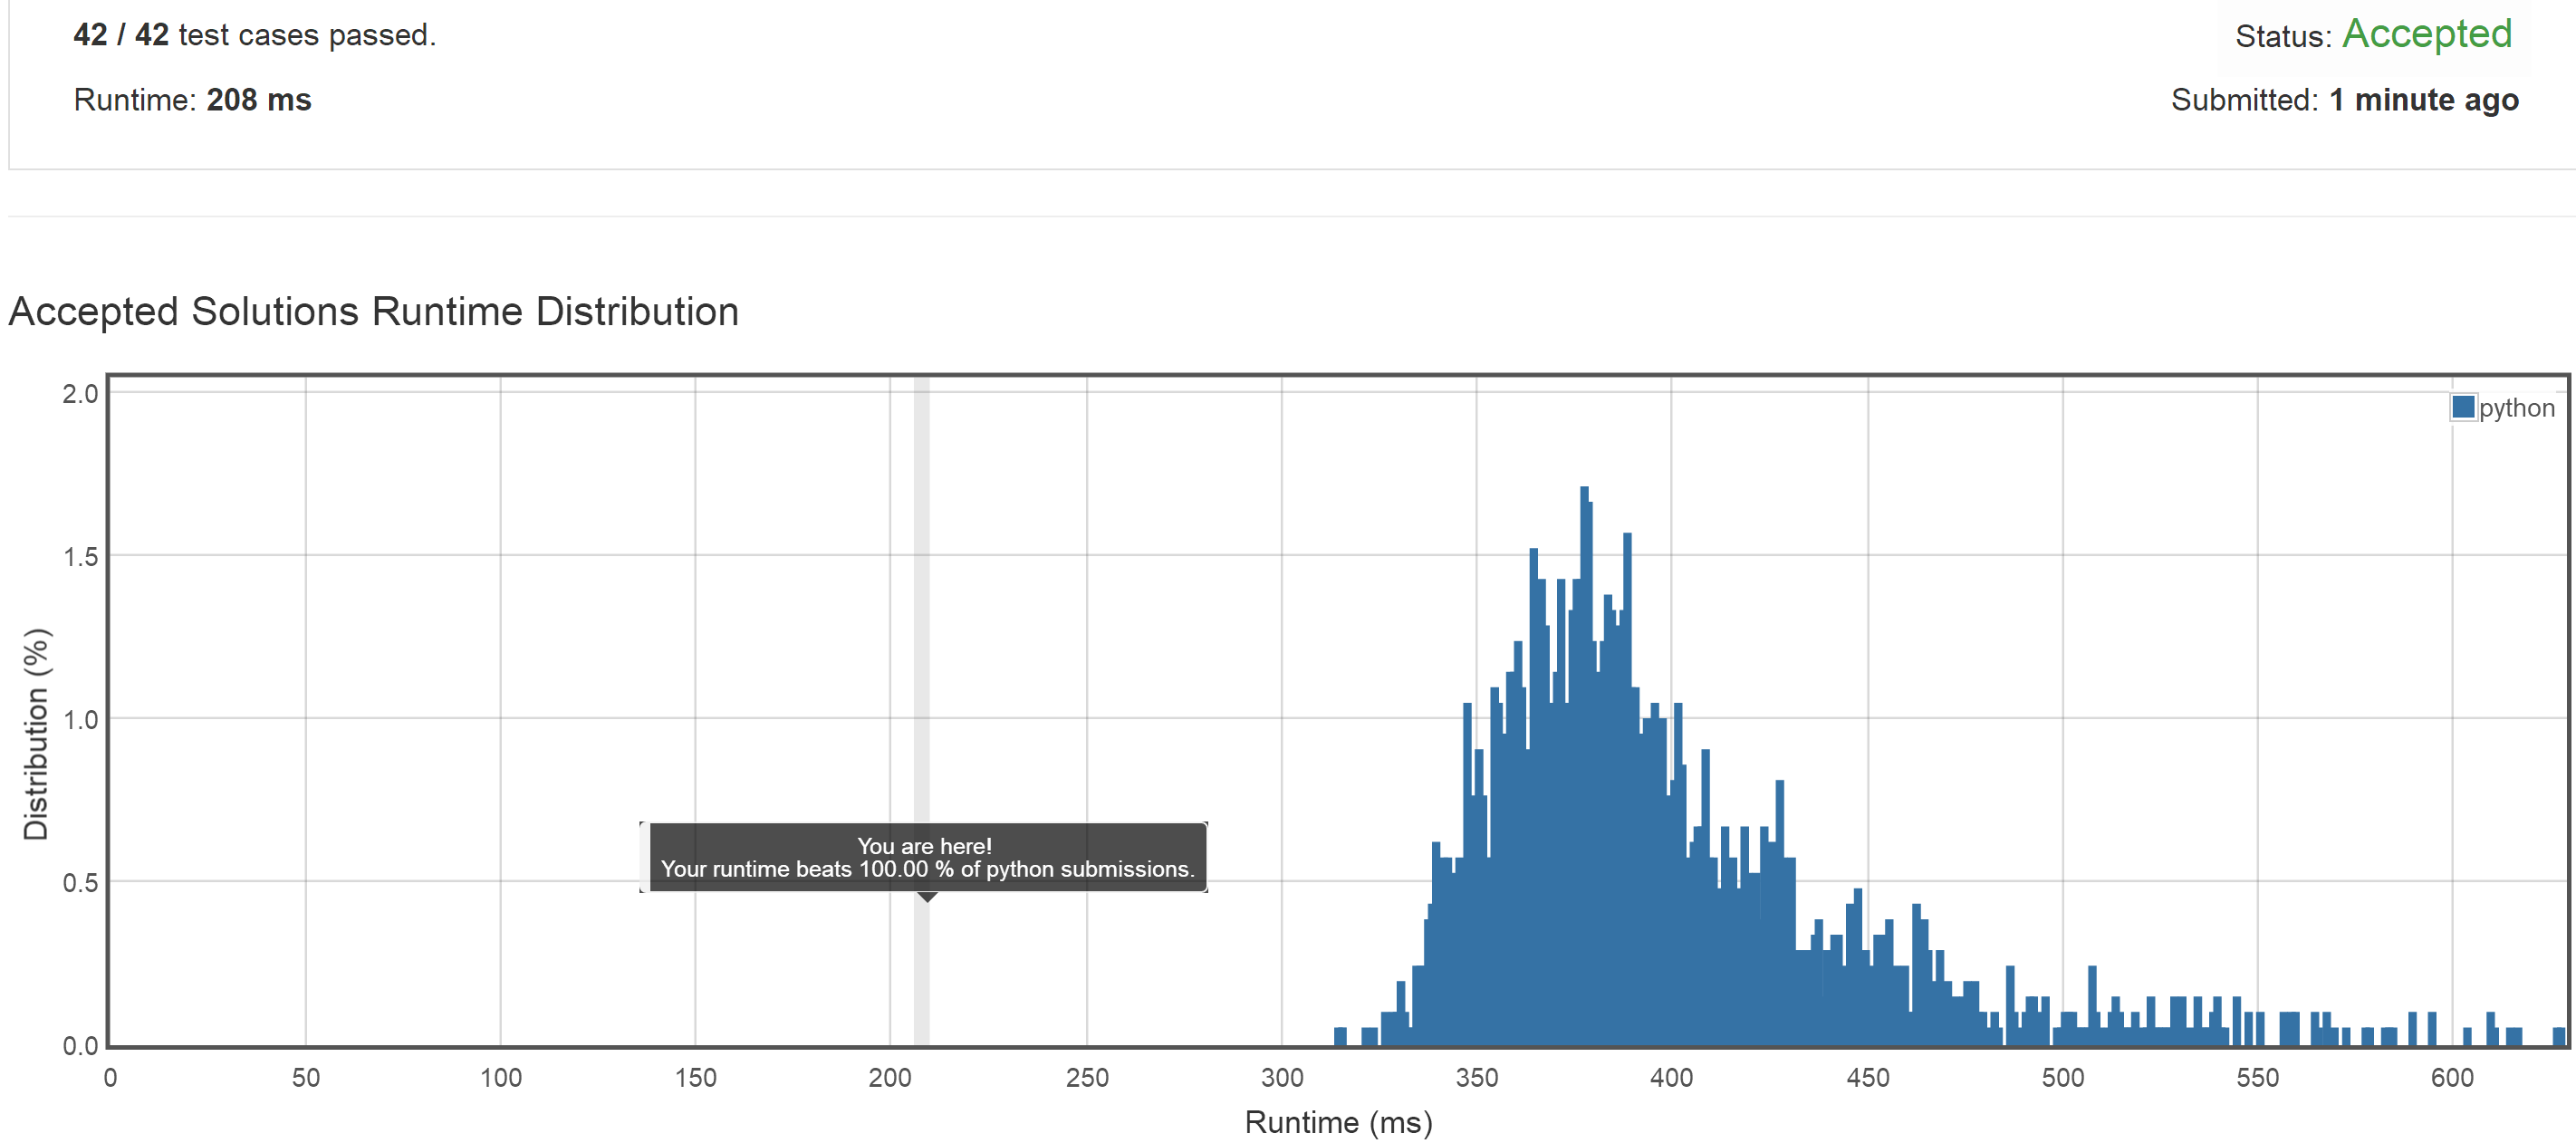 42 / 42 test cases passed.
Status: Accepted
Runtime: 208 ms
Submitted: 1 minute ago
Accepted Solutions Runtime Distribution
2.0
python
1.5
1.0
0.5
0.0
Distribution (%)
You are here!
Your runtime beats 100.00 % of python submissions.
0 50 100 150 200 250 300 350 400 450 500 550 600
Runtime (ms)